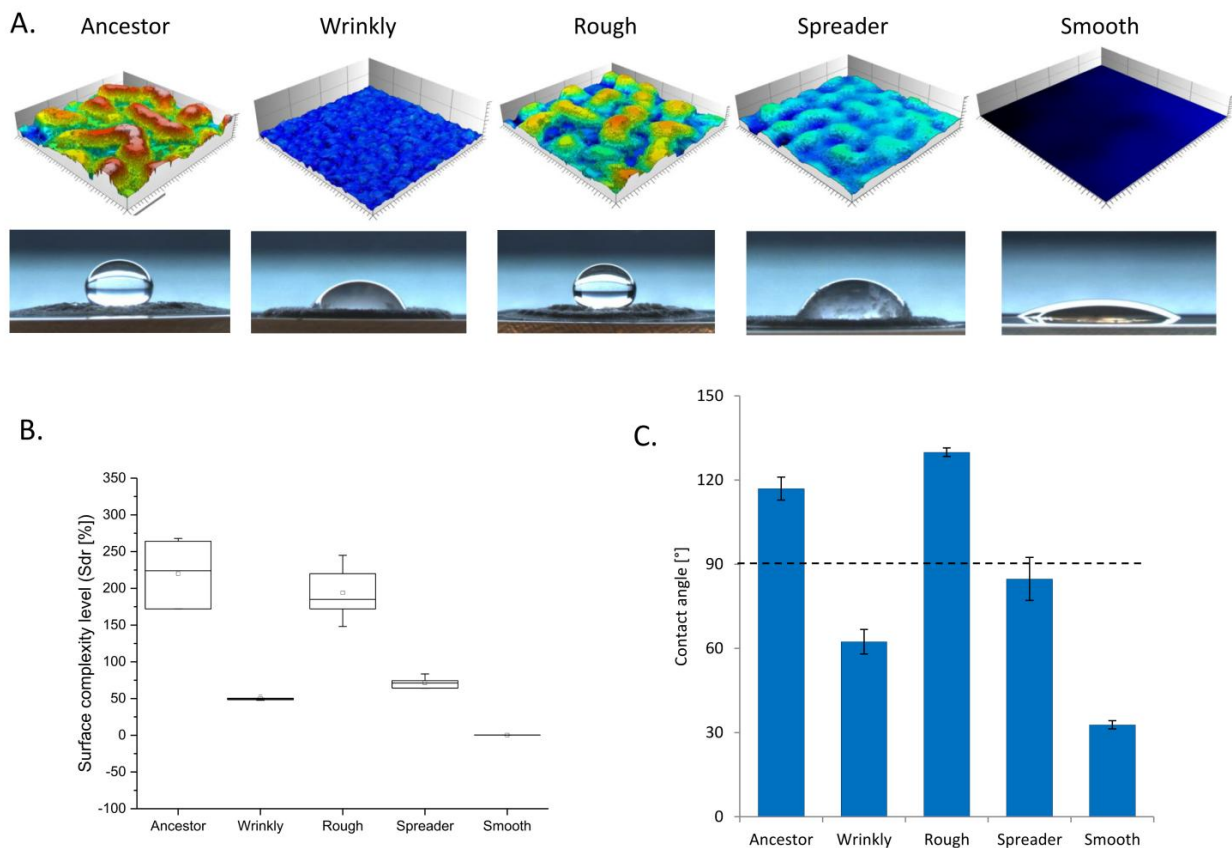 A.
Ancestor Wrinkly Rough Spreader Smooth
B.
Surface complexity level (Sdr [%])
350
300
250
200
150
100
50
0
-50
-100
Ancestor Wrinkly Rough Spreader Smooth
C.
Contact angle [°]
150
120
90
60
30
0
Ancestor Wrinkly Rough Spreader Smooth